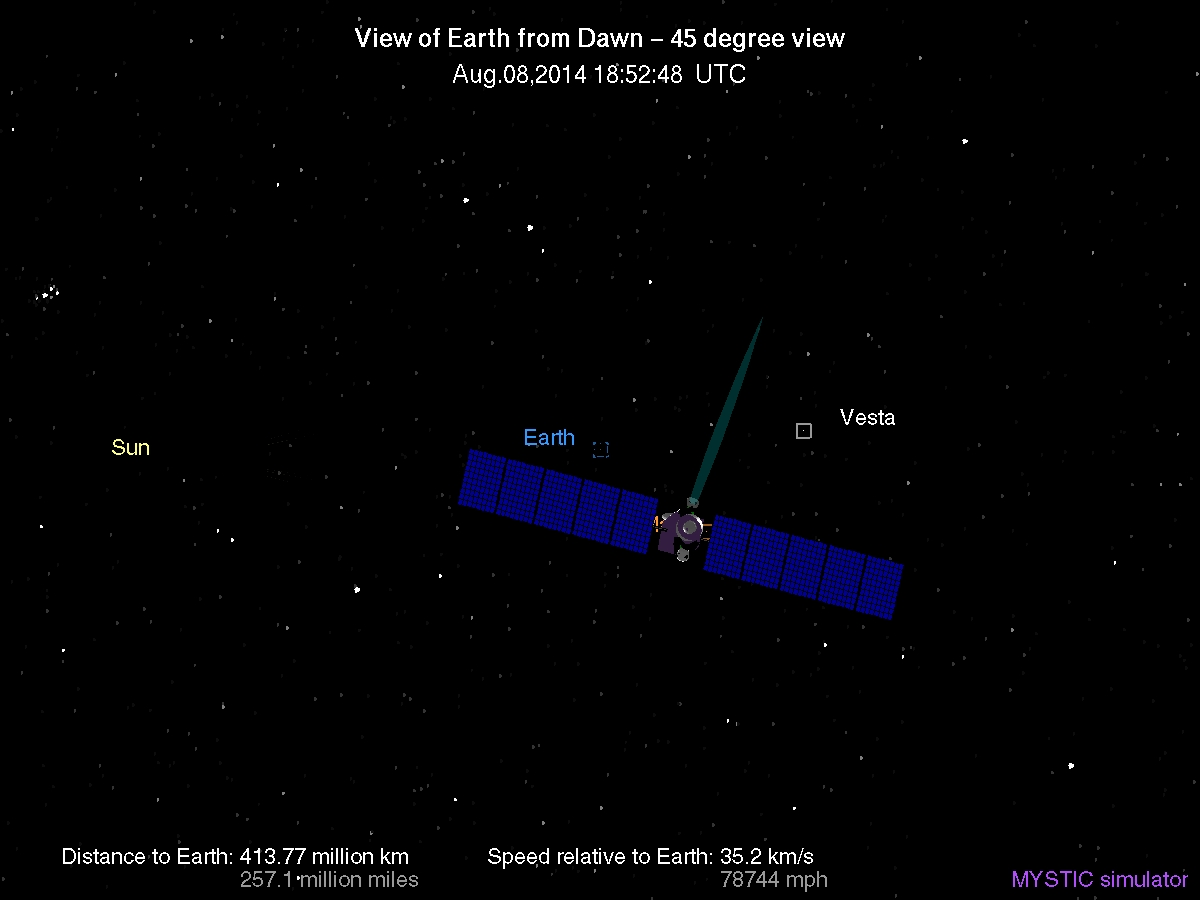 View of Earth from Dawn – 45 degree view
Aug.08,2014 18:52:48 UTC
Vesta
Earth
Sun
Distance to Earth: 413.77 million km
257.1 million miles
Speed relative to Earth: 35.2 km/s
78744 mph
MYSTIC simulator